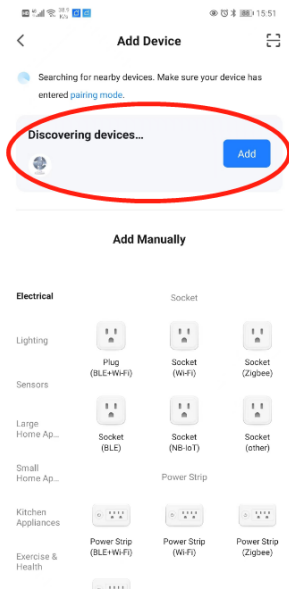 15:51
Add Device
Searching for nearby devices. Make sure your device has
entered pairing mode.
Discovering devices...
Add
Add Manually
Electrical
Socket
Lighting
Plug
(BLE+Wi-Fi)
Socket
(Wi-Fi)
Socket
(Zigbee)
Sensors
Large
Home Ap...
Socket
(BLE)
Socket
(NB-IoT)
Socket
(other)
Small
Home Ap...
Power Strip
Kitchen
Appliances
Power Strip
(BLE+Wi-Fi)
Power Strip
(Wi-Fi)
Power Strip
(Zigbee)
Exercise &
Health